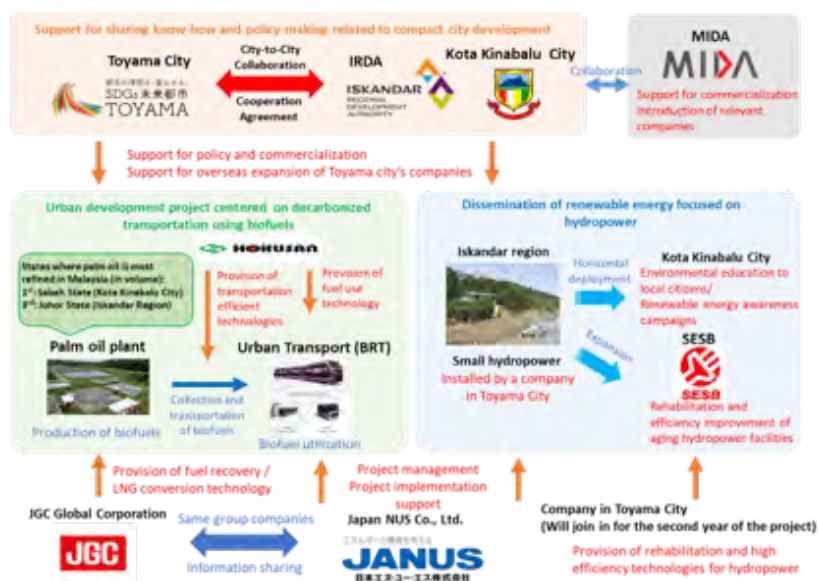 Support for sharing know-how and policy-making related to compact city development
Toyama City
City-to-City
Collaboration
IRDA
Kota Kinabalu City
SDGs未来都市
TOYAMA
ISKANDAR
REGIONAL
DEVELOPMENT
AUTHORITY
Cooperation
Agreement
Collaboration
MIDA
MIDA
Support for commercialization
Introduction of relevant
companies
Support for policy and commercialization
Support for overseas expansion of Toyama city's companies
Urban development project centered on decarbonized
transportation using biofuels
HOKUSAN
States where palm oil is most
refined in Malaysia (in volume):
1st: Sabah State (Kota Kinabalu City)
3rd: Johor State (Iskandar Region)
Provision of
transportation
efficient
technologies
Provision of
fuel use
technology
Palm oil plant
Urban Transport (BRT)
Collection and
transportation
of biofuels
Production of biofuels
Biofuel utilization
Dissemination of renewable energy focused on
hydropower
Iskandar region
Horizontal
deployment
Kota Kinabalu City
Environmental education to
local citizens/
Renewable energy awareness
campaigns
Expansion
Small hydropower
Installed by a company
in Toyama City
SESB
SESB
Rehabilitation and
efficiency improvement of
aging hydropower facilities
Provision of fuel recovery /
LNG conversion technology
Project management
Project implementation
support
JGC Global Corporation
JGC
Same group companies
Information sharing
Japan NUS Co., Ltd.
JANUS
日本エヌ・ユー・エス株式会社
Company in Toyama City
(Will join in for the second year of the project)
Provision of rehabilitation and high
efficiency technologies for hydropower